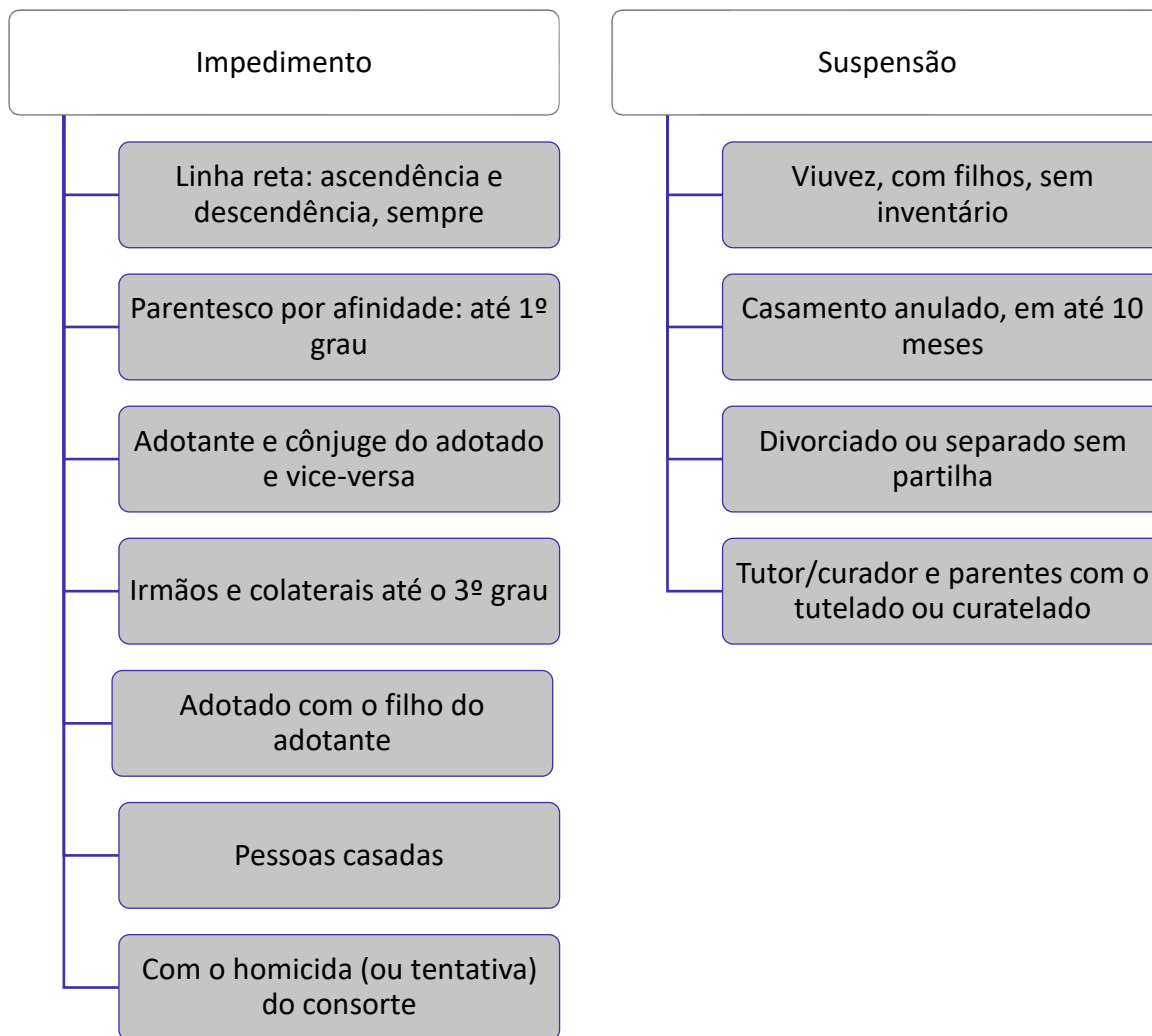 Impedimento
Linha reta: ascendência e
descendência, sempre
Parentesco por afinidade: até 1º
grau
Adotante e cônjuge do adotado
e vice-versa
Irmãos e colaterais até o 3º grau
Adotado com o filho do
adotante
Pessoas casadas
Com o homicida (ou tentativa)
do consorte
Suspensão
Viuvez, com filhos, sem
inventário
Casamento anulado, em até 10
meses
Divorciado ou separado sem
partilha
Tutor/curador e parentes com o
tutelado ou curatelado